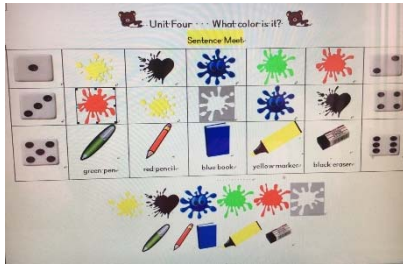 Unit Four ··· What color is it?
Sentence Meet
green pen
red pencil
blue book
yellow marker
black eraser